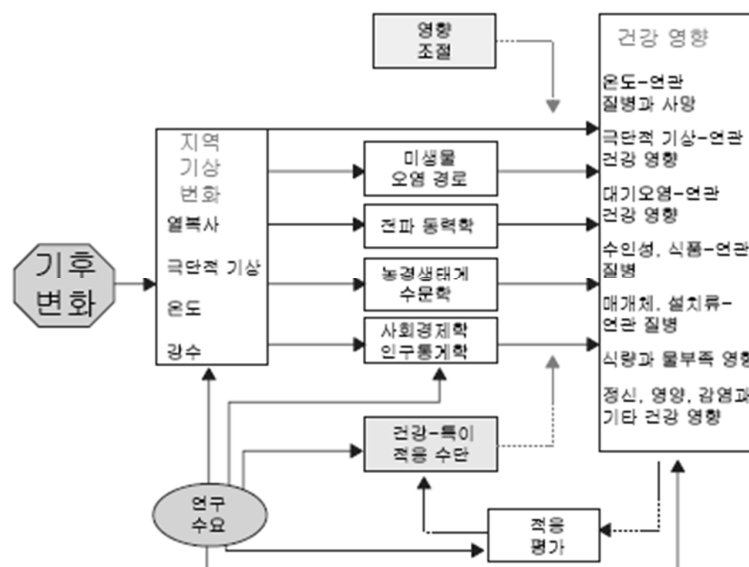 기후
변화
지역
기상
변화
열복사
극단적 기상
온도
강수
영향
조절
미생물
오염 경로
전파 동력학
농경생태계
수문학
사회경제학
인구통계학
건강-특이
적응 수단
연구
수요
적응
평가
건강 영향
온도-연관
질병과 사망
극단적 기상-연관
건강 영향
대기오염-연관
건강 영향
수인성, 식품-연관
질병
매개체, 설치류-
연관 질병
식량과 물부족 영향
정신, 영양, 감염과
기타 건강 영향